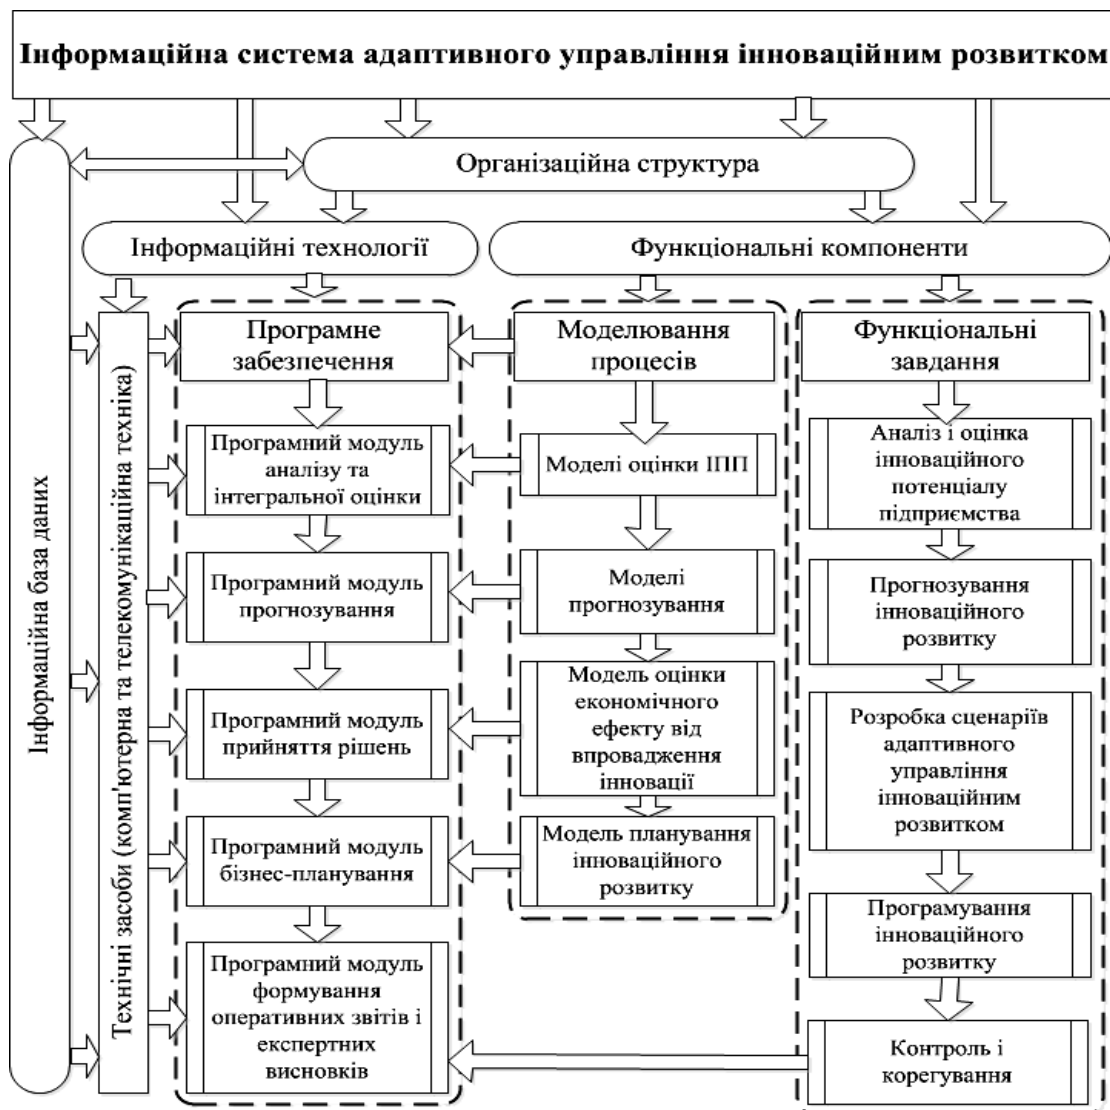 Інформаційна система адаптивного управління інноваційним розвитком
Організаційна структура
Інформаційні технології
Функціональні компоненти
Інформаційна база даних
Технічні засоби (комп'ютерна та телекомунікаційна техніка)
Програмне
забезпечення
Програмний модуль
аналізу та
інтегральної оцінки
Програмний модуль
прогнозування
Програмний модуль
прийняття рішень
Програмний модуль
бізнес-планування
Програмний модуль
формування
оперативних звітів і
експертних
висновків
Моделювання
процесів
Моделі оцінки ІПП
Моделі
прогнозування
Модель оцінки
економічного
ефекту від
впровадження
інновації
Модель планування
інноваційного
розвитку
Функціональні
завдання
Аналіз і оцінка
інноваційного
потенціалу
підприємства
Прогнозування
інноваційного
розвитку
Розробка сценаріїв
адаптивного
управління
інноваційним
розвитком
Програмування
інноваційного
розвитку
Контроль і
корегування